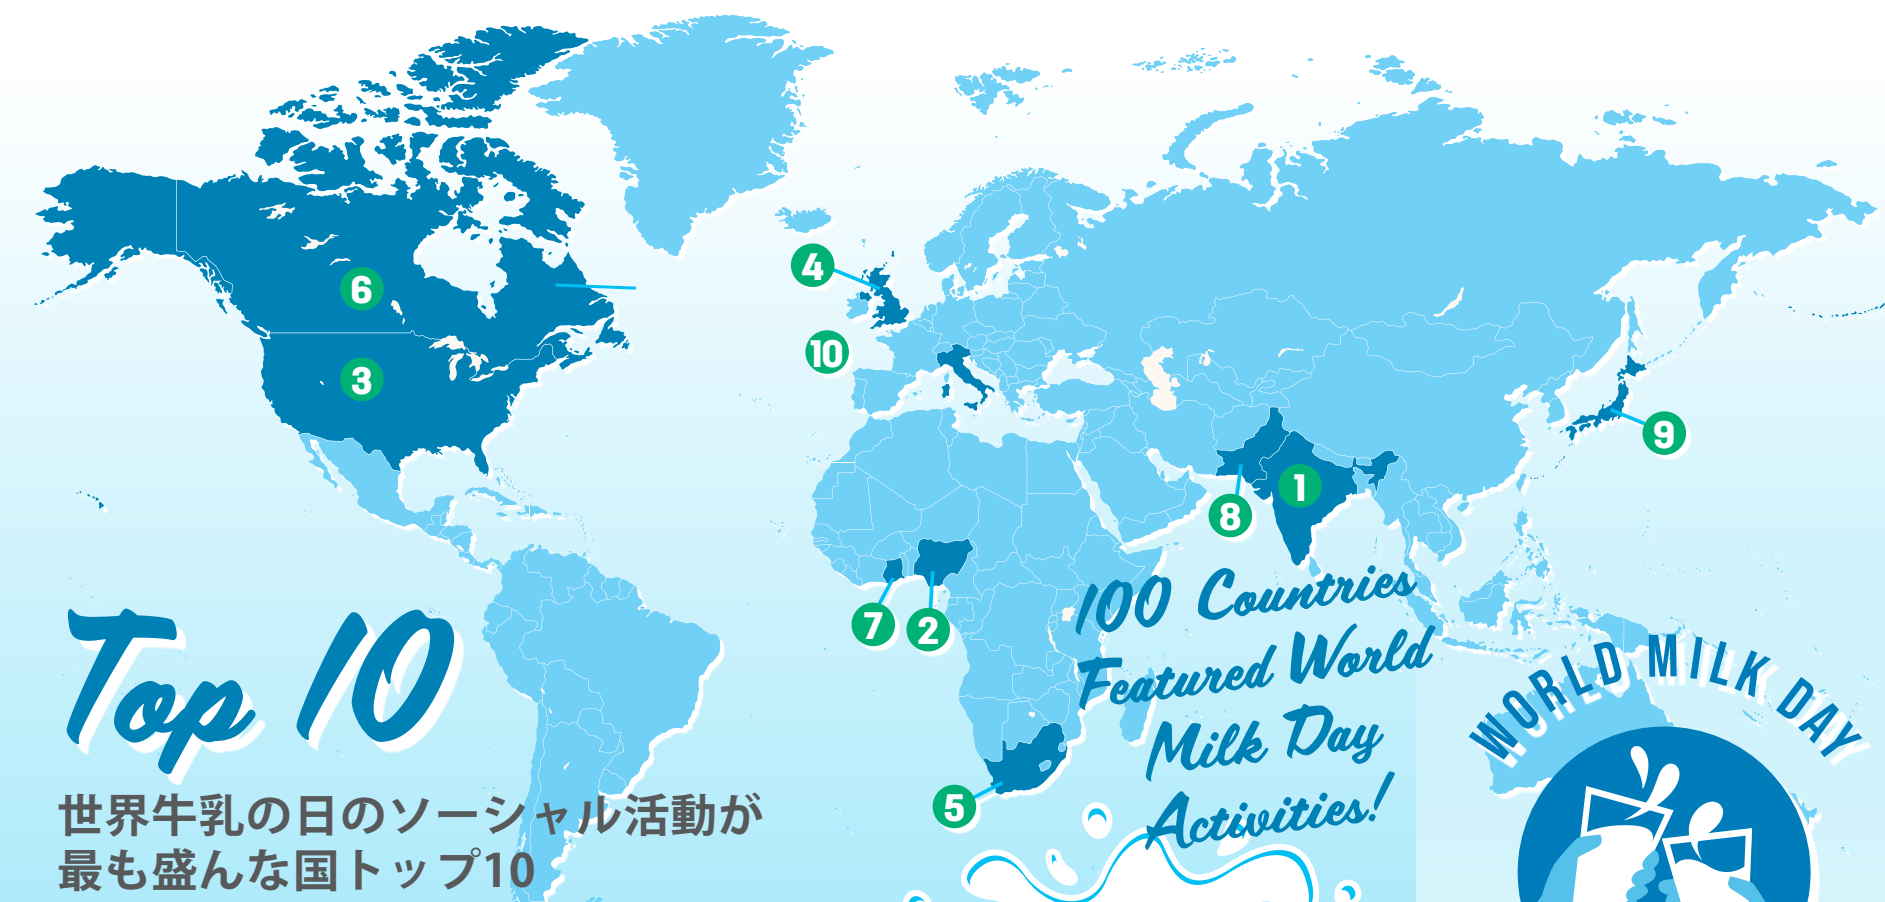 6
3
4
10
9
1
8
7
2
5
Top 10
世界牛乳の日のソーシャル活動が
最も盛んな国トップ10
100 Countries
Featured World
Milk Day
Activities!
WORLD MILK DAY